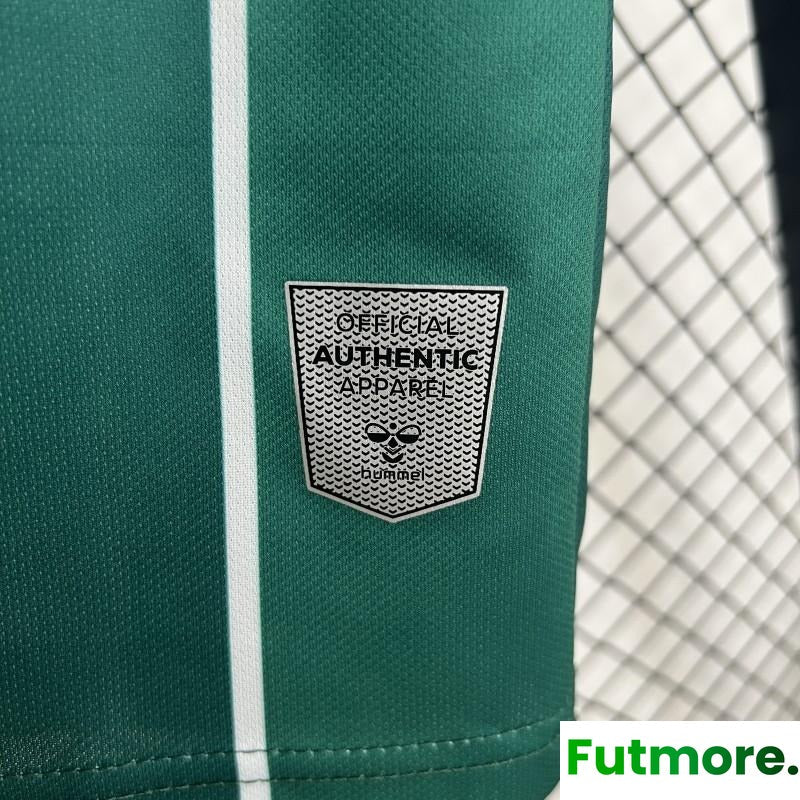 OFFICIAL
AUTHENTIC
APPAREL
hummel
Futmore.